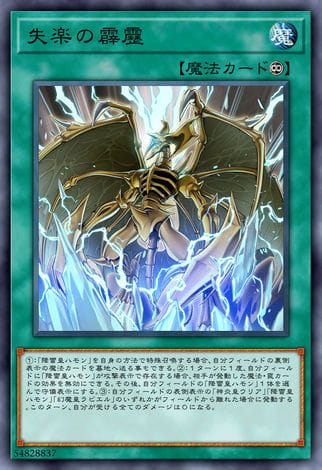 失楽の霹靂
魔
【魔法カード】
①:「降雷皇ハモン」を自身の方法で特殊召喚する場合、自分フィールドの裏側
表示の魔法カードを墓地へ送る事もできる。②:1ターンに1度、自分フィール
ドに「降雷皇ハモン」が攻撃表示で存在する場合、相手が発動した魔法・罠カー
ドの効果を無効にできる。その後、自分フィールドの「降雷皇ハモン」1体を選
んで守備表示にする。③:自分フィールドの表側表示の「神炎皇ウリア」「降雷皇ハモン」
「幻魔皇ラビエル」のいずれかがフィールドから離れた場合に発動する
。このターン、自分が受ける全てのダメージは0になる。
54828837